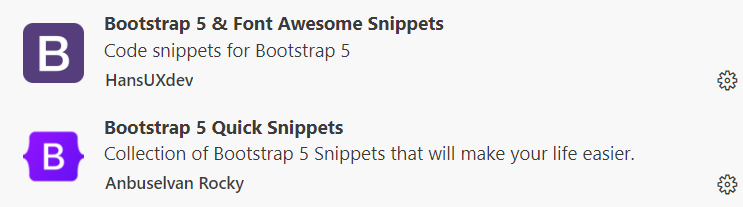 B
Bootstrap 5 & Font Awesome Snippets
Code snippets for Bootstrap 5
HansUXdev
B
Bootstrap 5 Quick Snippets
Collection of Bootstrap 5 Snippets that will make your life easier.
Anbuselvan Rocky